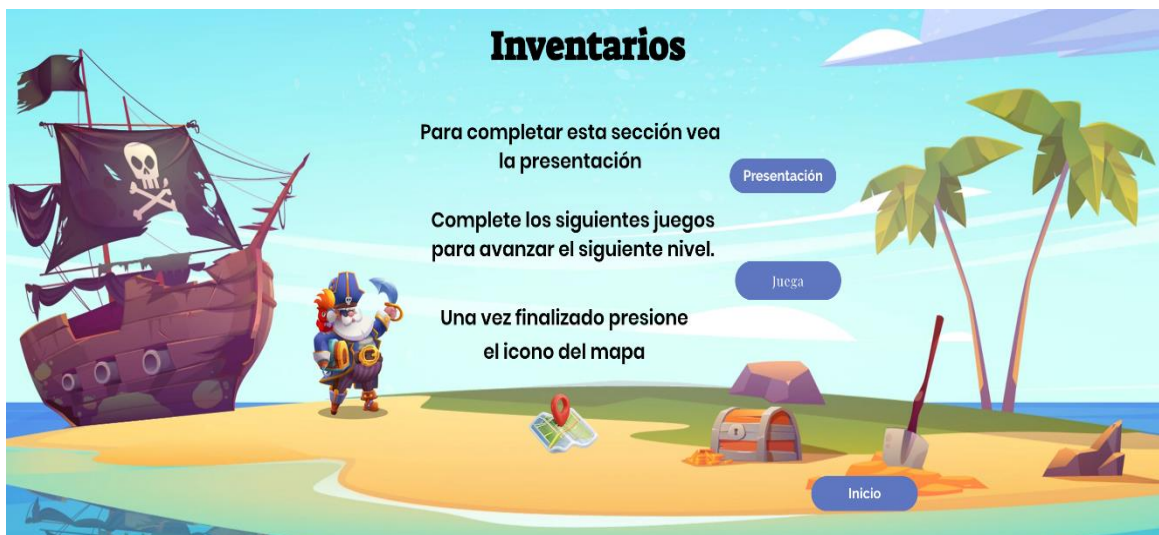 Inventarios
Para completar esta sección vea
la presentación
Presentación
Complete los siguientes juegos
para avanzar el siguiente nivel.
Juega
Una vez finalizado presione
el icono del mapa
Inicio